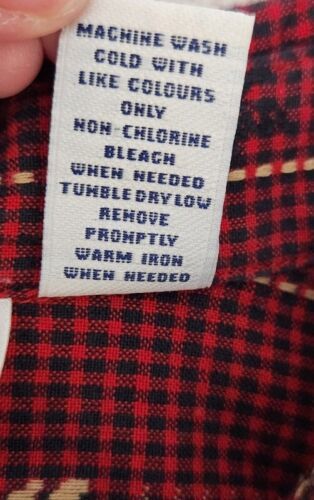 MACHINE WASH
COLD WITH
LIKE COLOURS
ONLY
NON-CHLORINE
BLEACH
WHEN NEEDED
TUMBLE DRY LOW
REMOVE
PROMPTLY
WARM IRON
WHEN NEEDED